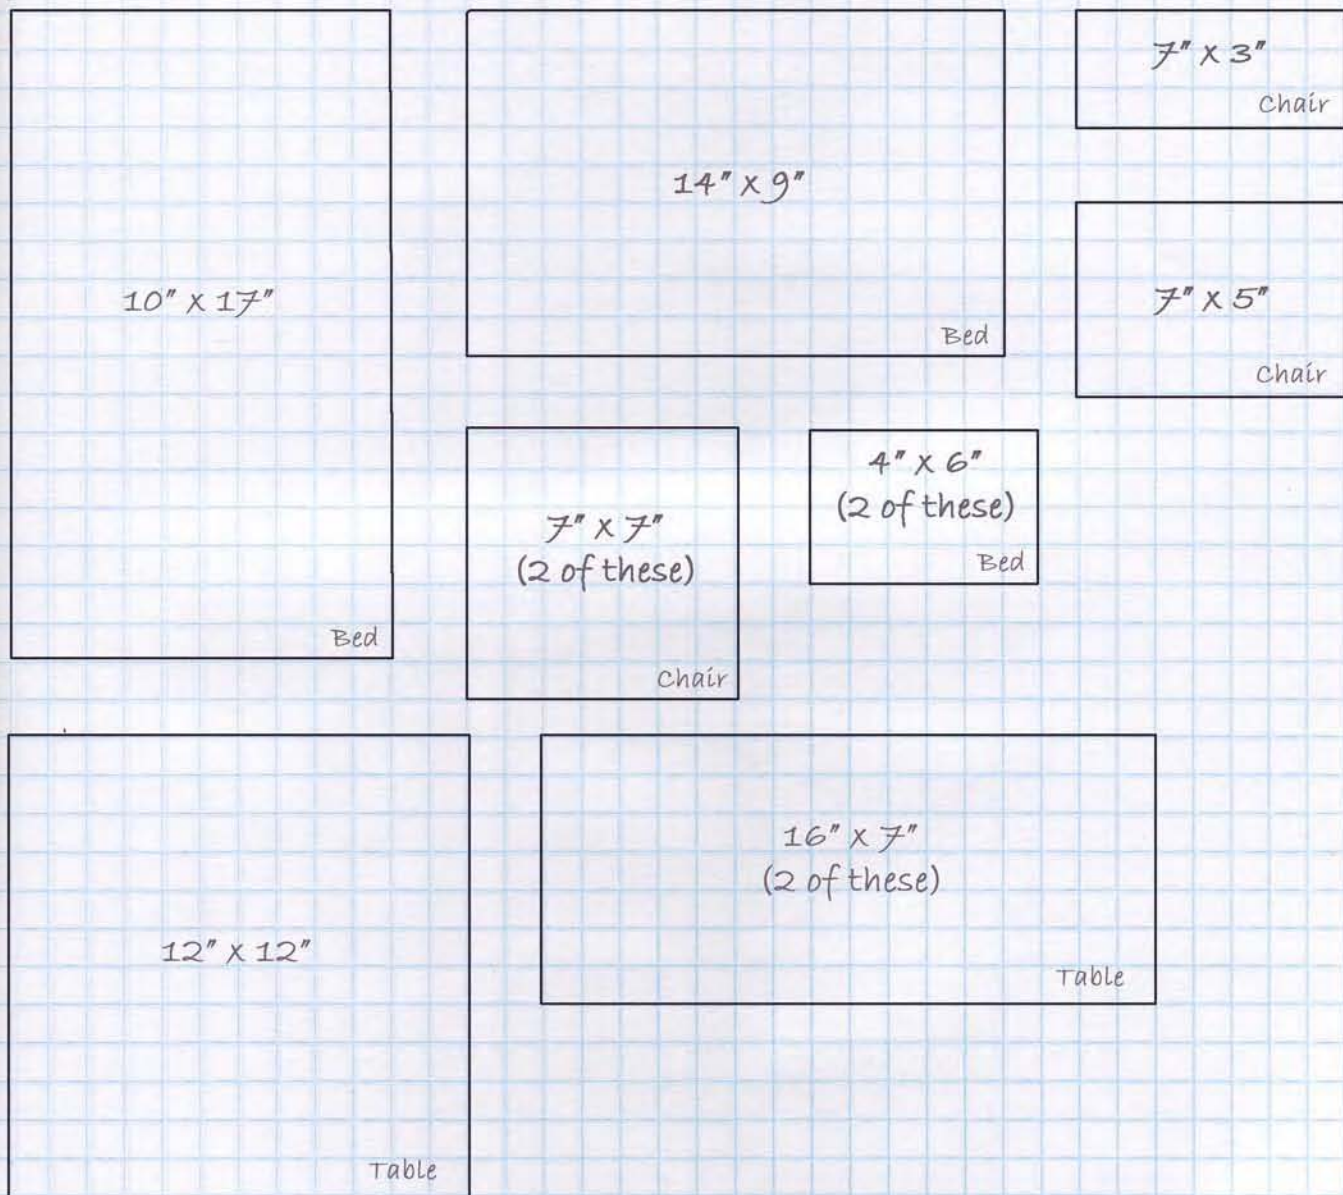 10" X 17"
Bed
14" X 9"
Bed
7" X 3"
Chair
7" X 5"
Chair
7" X 7"
(2 of these)
Chair
4" X 6"
(2 of these)
Bed
12" X 12"
Table
16" X 7"
(2 of these)
Table